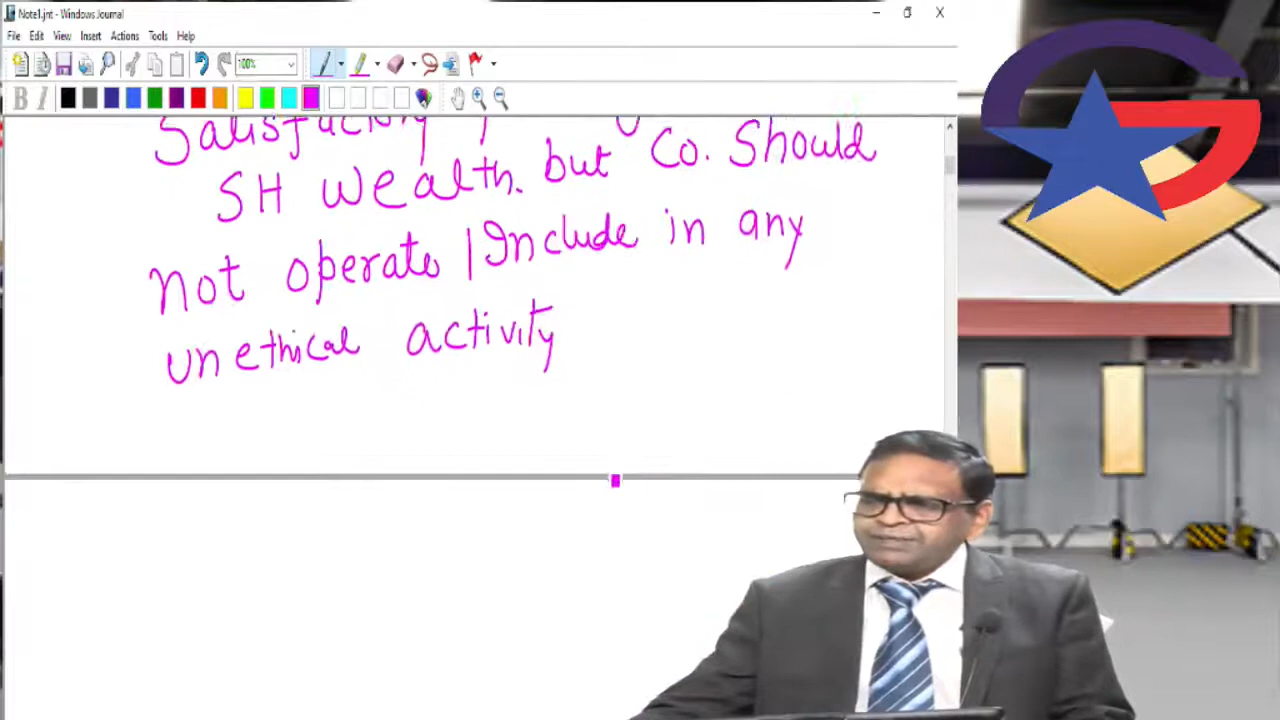 Note1.jnt - Windows Journal
File Edit View Insert Actions Tools Help
100%
B I
SH Wealth. but Co. Should
not operate / Include in any
unethical activity